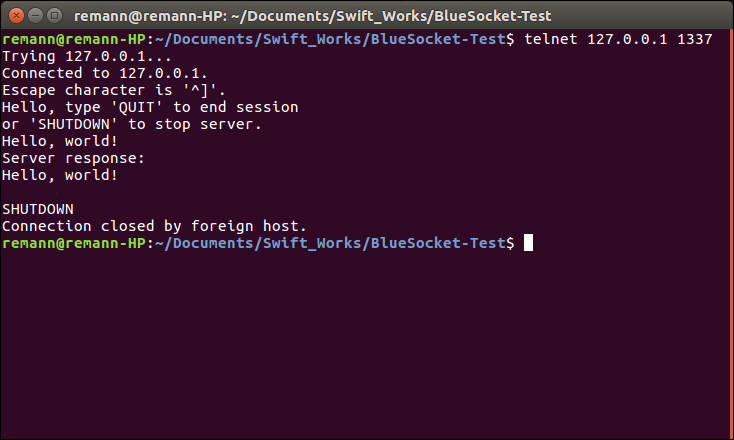 remann@remann-HP: ~/Documents/Swift_Works/BlueSocket-Test
remann@remann-HP:~/Documents/Swift_Works/BlueSocket-Test$ telnet 127.0.0.1 1337
Trying 127.0.0.1...
Connected to 127.0.0.1.
Escape character is '^]'.
Hello, type 'QUIT' to end session
or 'SHUTDOWN' to stop server.
Hello, world!
Server response:
Hello, world!
SHUTDOWN
Connection closed by foreign host.
remann@remann-HP:~/Documents/Swift_Works/BlueSocket-Test$